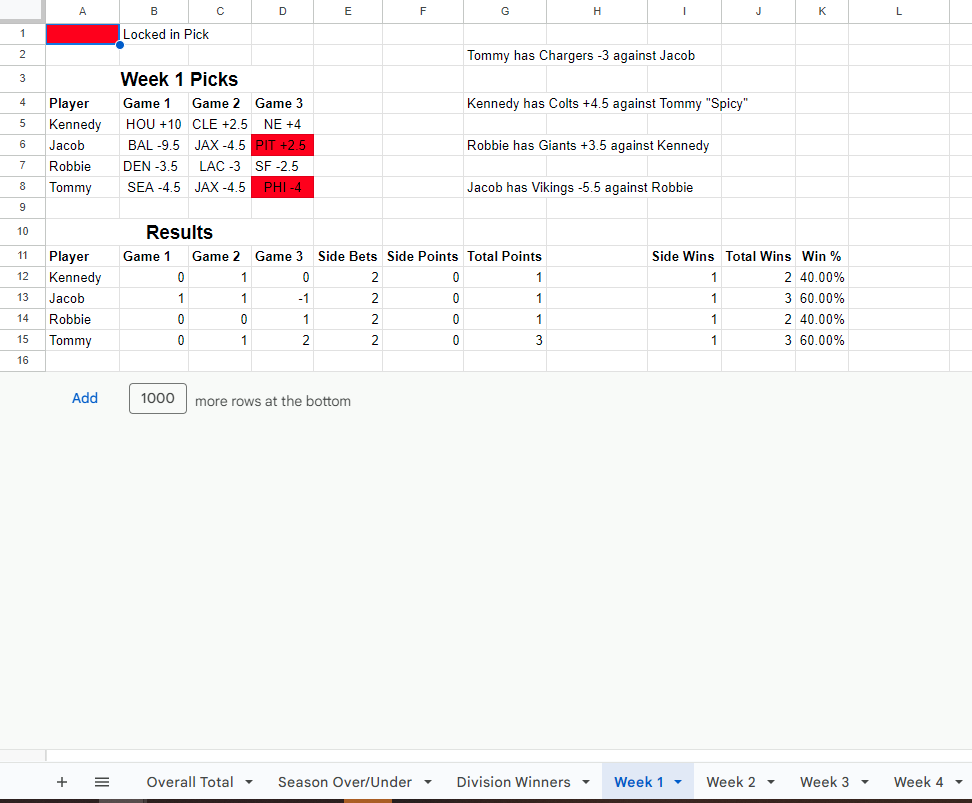 A B C D E F G H I J K L
1 Locked in Pick
2 Tommy has Chargers -3 against Jacob
3 Week 1 Picks
4 Player Game 1 Game 2 Game 3 Kennedy has Colts +4.5 against Tommy "Spicy"
5 Kennedy HOU +10 CLE +2.5 NE +4
6 Jacob BAL -9.5 JAX -4.5 PIT +2.5 Robbie has Giants +3.5 against Kennedy
7 Robbie DEN -3.5 LAC -3 SF -2.5
8 Tommy SEA -4.5 JAX -4.5 PHI -4 Jacob has Vikings -5.5 against Robbie
9
10 Results
11 Player Game 1 Game 2 Game 3 Side Bets Side Points Total Points Side Wins Total Wins Win %
12 Kennedy 0 1 0 2 0 1 1 2 40.00%
13 Jacob 1 1 -1 2 0 1 1 3 60.00%
14 Robbie 0 0 1 2 0 1 1 2 40.00%
15 Tommy 0 1 2 2 0 3 1 3 60.00%
16
Add 1000 more rows at the bottom
Overall Total Season Over/Under Division Winners Week 1 Week 2 Week 3 Week 4